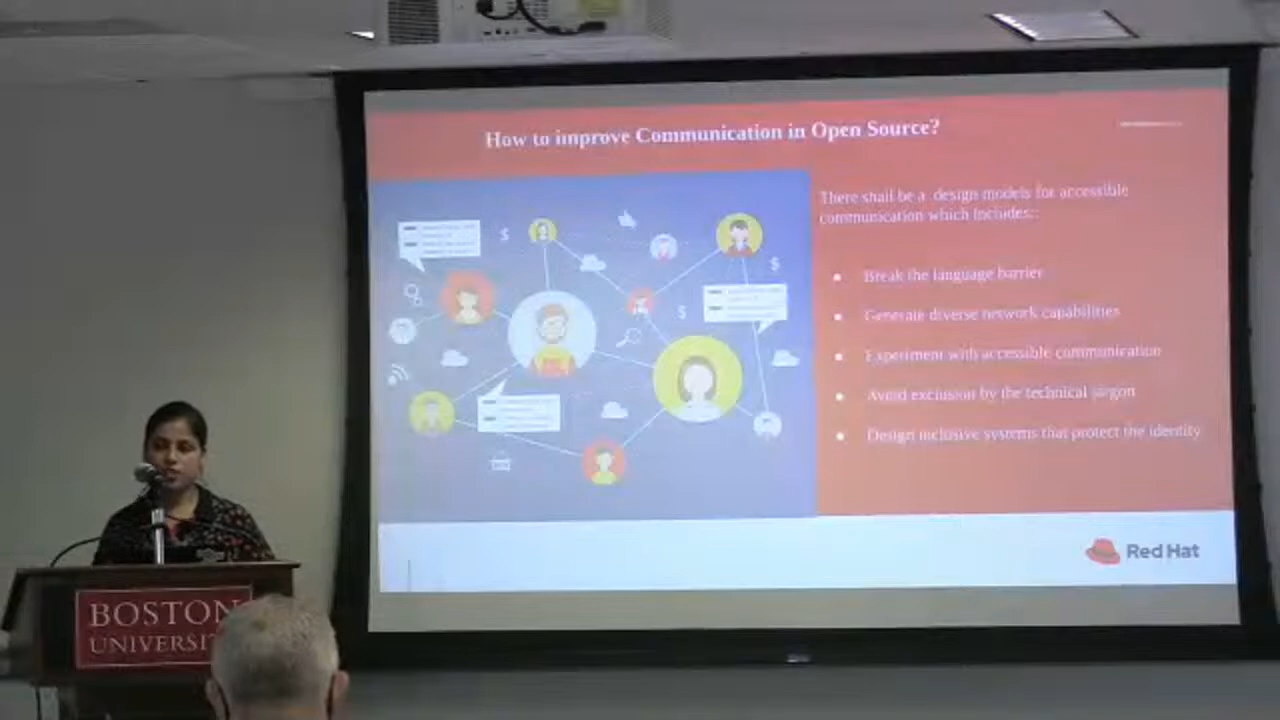 How to improve Communication in Open Source?
There shall be a design models for accessible
communication which includes::
Break the language barrier
Generate diverse network capabilities
Experiment with accessible communication
Avoid exclusion by the technical jargon
Design inclusive systems that protect the identity
$
$
$
Red Hat
BOSTON
UNIVERSI